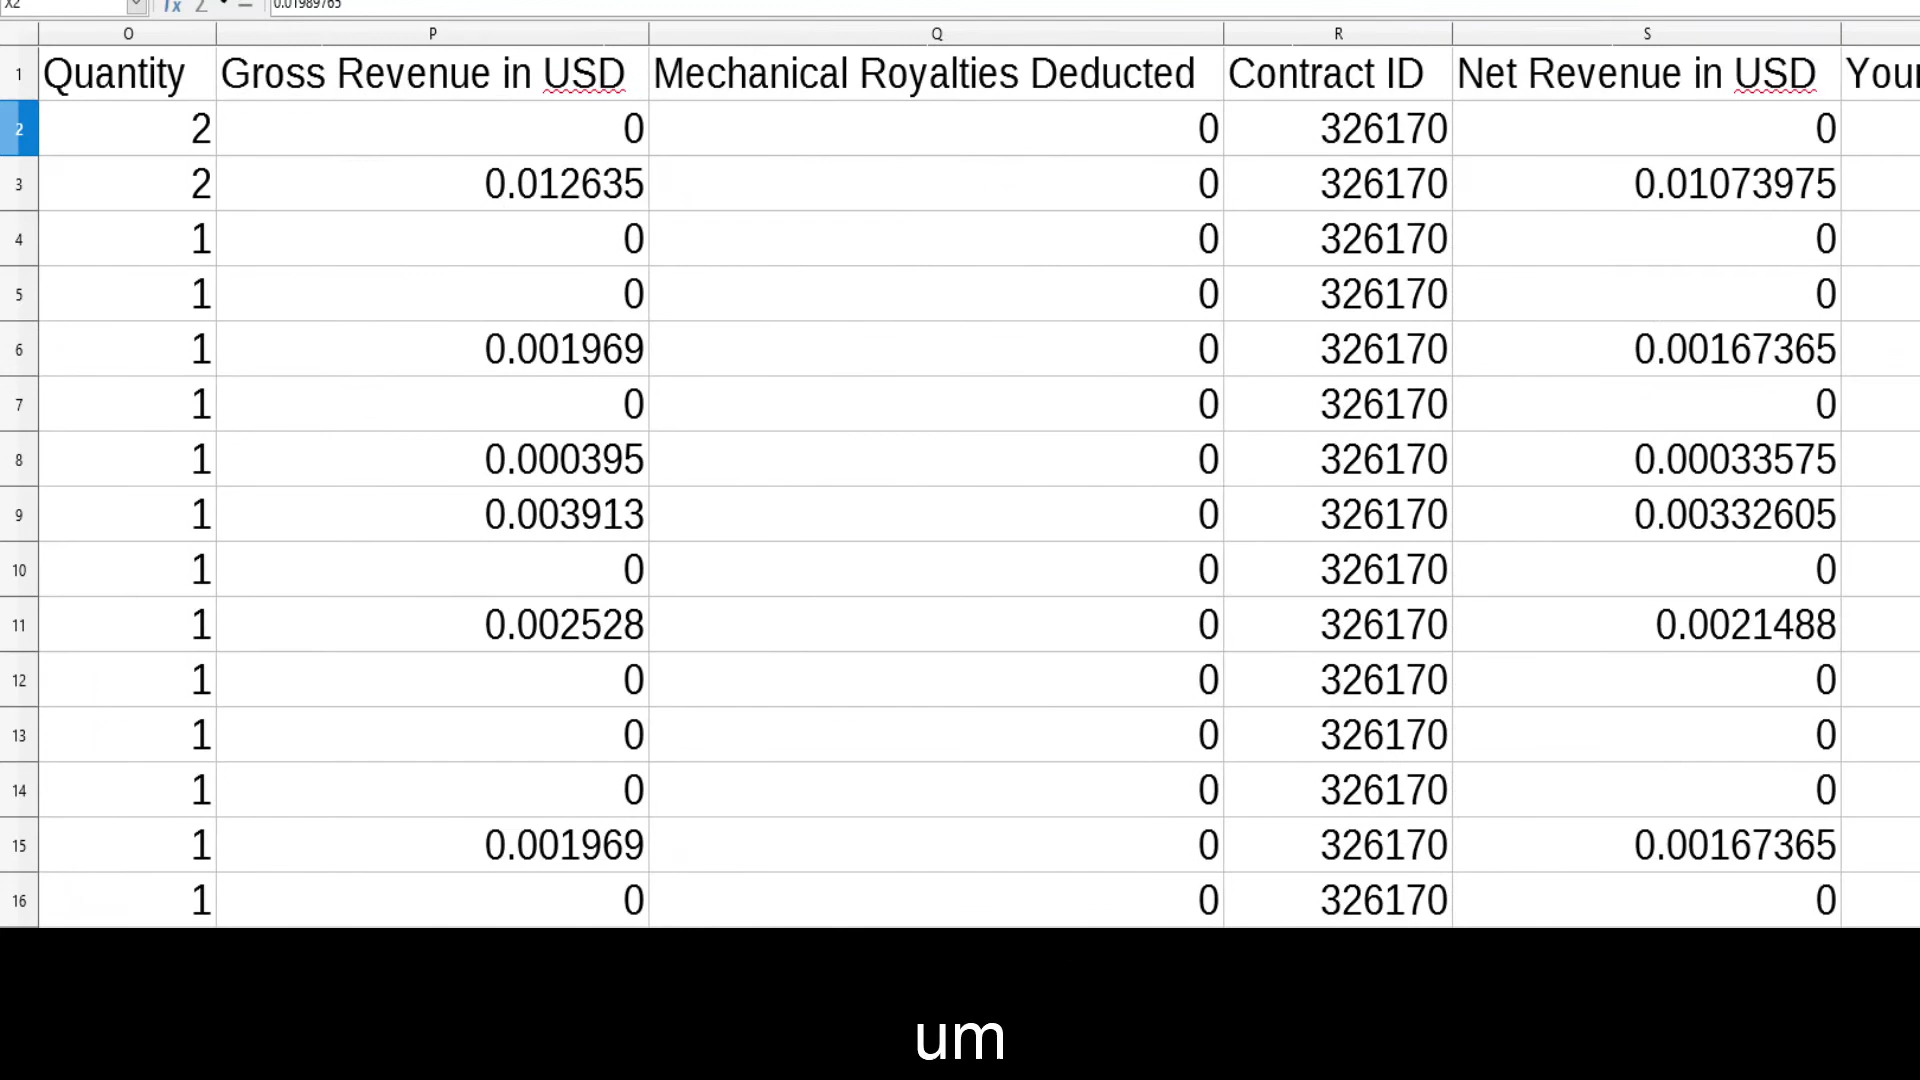 X2 0.01989765
O P Q R S
1 Quantity Gross Revenue in USD Mechanical Royalties Deducted Contract ID Net Revenue in USD
2 2 0 0 326170 0
3 2 0.012635 0 326170 0.01073975
4 1 0 0 326170 0
5 1 0 0 326170 0
6 1 0.001969 0 326170 0.00167365
7 1 0 0 326170 0
8 1 0.000395 0 326170 0.00033575
9 1 0.003913 0 326170 0.00332605
10 1 0 0 326170 0
11 1 0.002528 0 326170 0.0021488
12 1 0 0 326170 0
13 1 0 0 326170 0
14 1 0 0 326170 0
15 1 0.001969 0 326170 0.00167365
16 1 0 0 326170 0
um